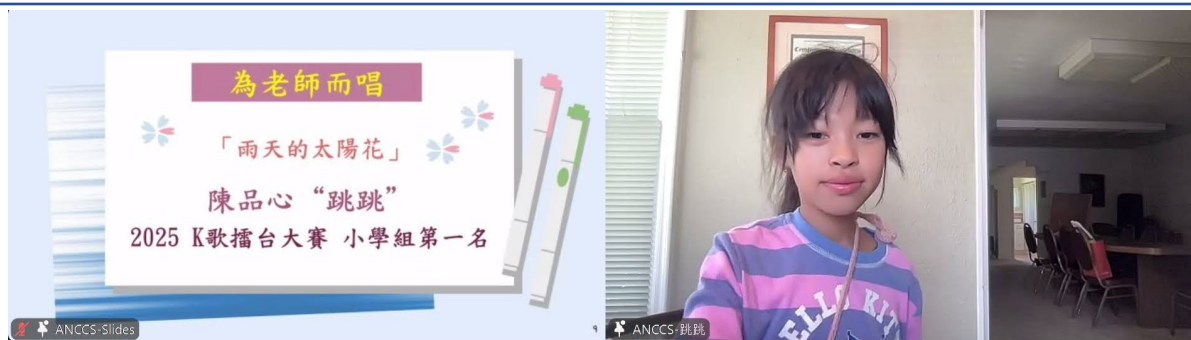 為老師而唱
「雨天的太陽花」
陳品心 “跳跳”
2025 K歌擂台大賽 小學組第一名
ANCCS-Slides
9
ANCCS-跳跳